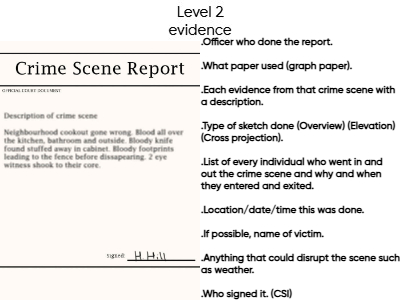 Level 2
evidence
Crime Scene Report
OFFICIAL COURT DOCUMENT
Description of crime scene
Neighbourhood cookout gone wrong. Blood all over
the kitchen, bathroom and outside. Bloody knife
found stuffed away in cabinet. Bloody footprints
leading to the fence before dissapearing. 2 eye
witness shook to their core.
Signed: H Hill
.Officer who done the report.
.What paper used (graph paper).
.Each evidence from that crime scene with
a description.
.Type of sketch done (Overview) (Elevation)
(Cross projection).
.List of every individual who went in and
out the crime scene and why and when
they entered and exited.
.Location/date/time this was done.
.If possible, name of victim.
.Anything that could disrupt the scene such
as weather.
.Who signed it. (CSI)